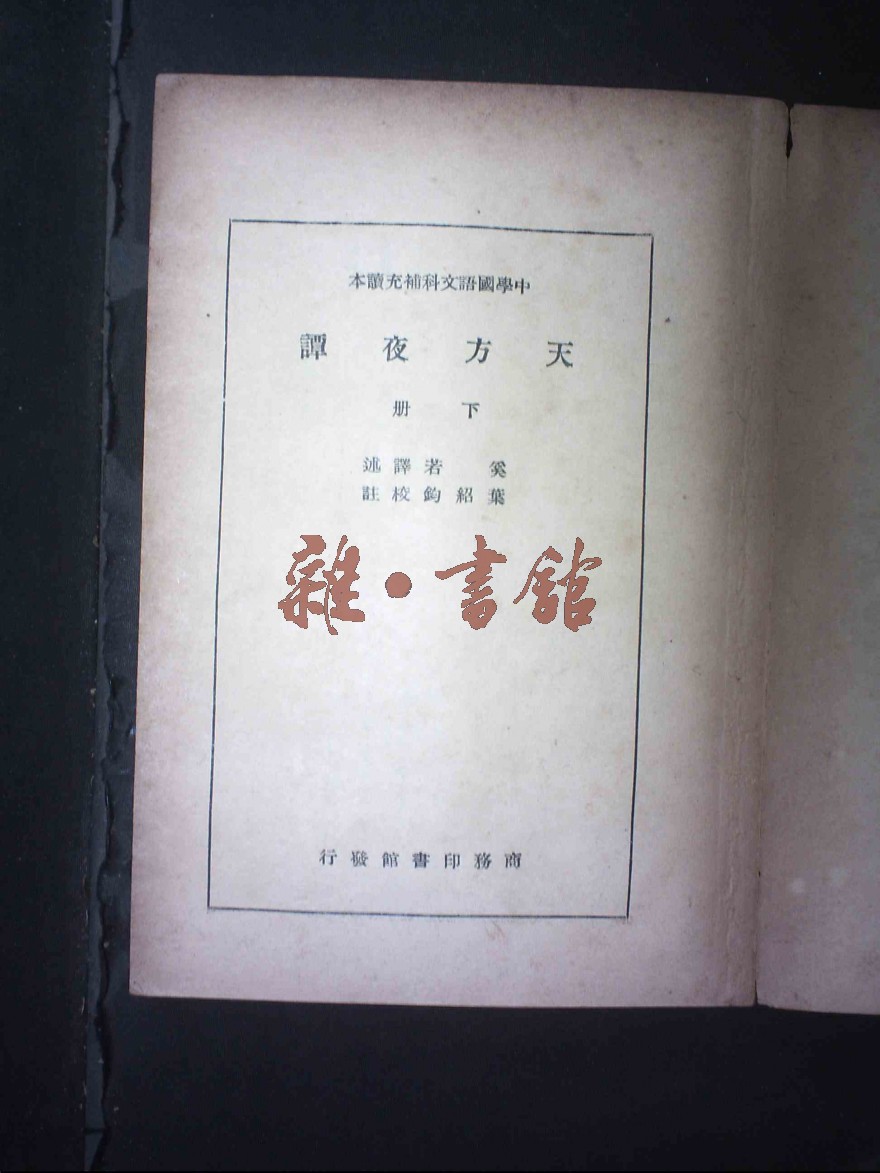 中學國語文科補充讀本
天方夜譚
下册
奚若譯述
葉紹鈞校註
雜·書館
商務印書館發行